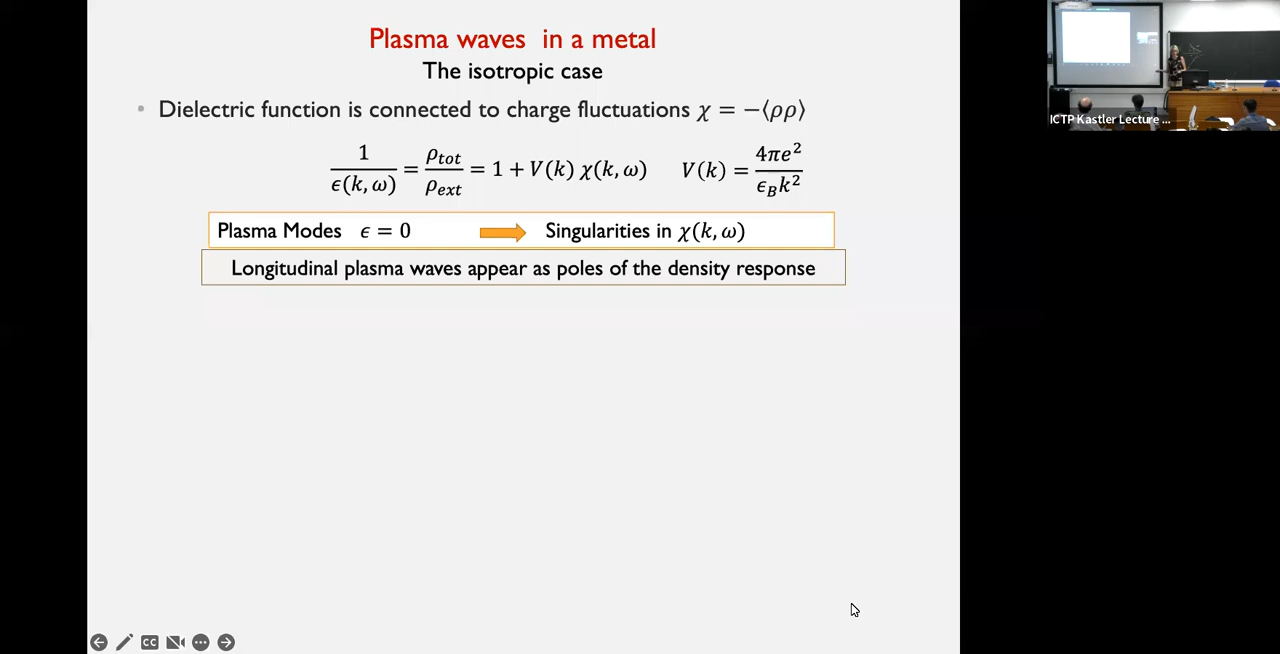 Plasma waves in a metal
The isotropic case
• Dielectric function is connected to charge fluctuations χ = −⟨ρρ⟩
1/ϵ(k, ω) = ρ_tot/ρ_ext = 1 + V(k) χ(k, ω) V(k) = 4πe²/ϵ_B k²
Plasma Modes ϵ = 0 Singularities in χ(k, ω)
Longitudinal plasma waves appear as poles of the density response
ICTP Kastler Lecture ...
CC